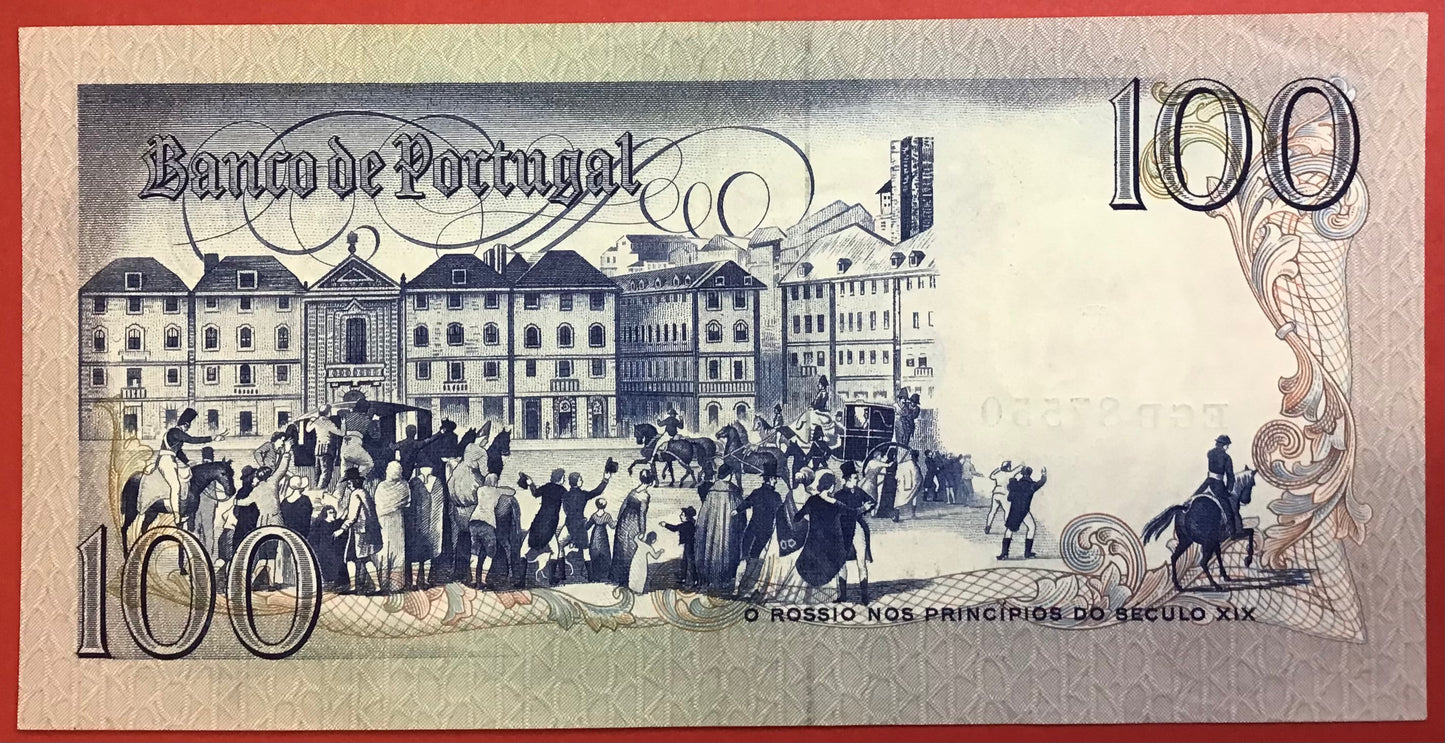 Banco de Portugal
100
100
O ROSSIO NOS PRINCÍPIOS DO SECULO XIX